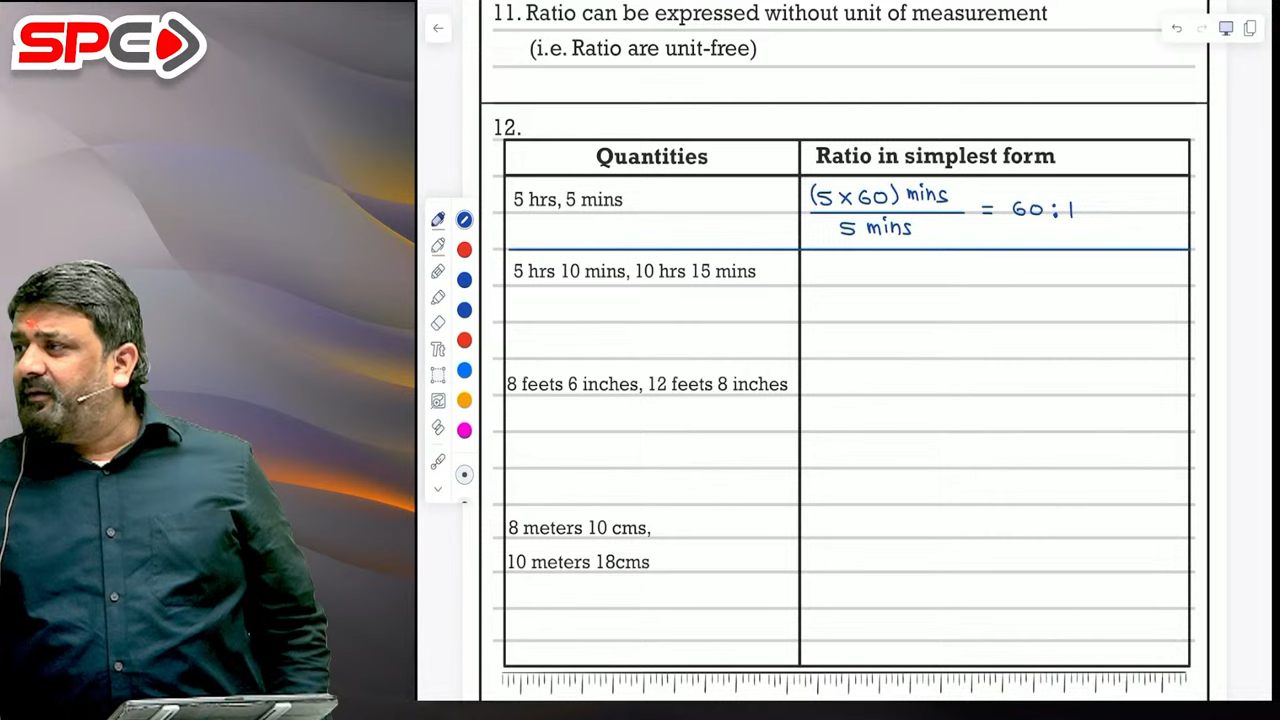 SPC
11. Ratio can be expressed without unit of measurement
(i.e. Ratio are unit-free)
12.
Quantities Ratio in simplest form
5 hrs, 5 mins (5 x 60) mins / 5 mins = 60 : 1
5 hrs 10 mins, 10 hrs 15 mins
8 feets 6 inches, 12 feets 8 inches
8 meters 10 cms,
10 meters 18cms
Tt